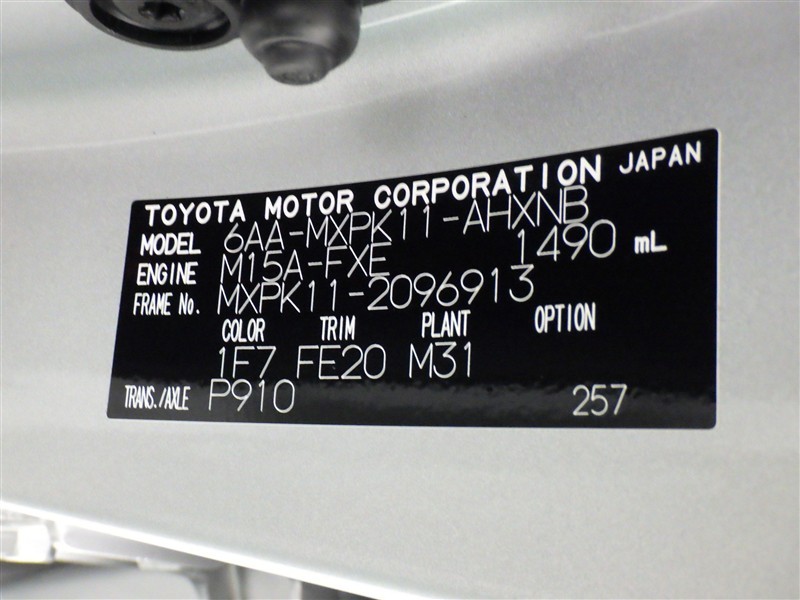 TOYOTA MOTOR CORPORATION JAPAN
MODEL 6AA-MXPK11-AHXNB
ENGINE M15A-FXE 1490 mL
FRAME No. MXPK11-2096913
COLOR TRIM PLANT OPTION
1F7 FE20 M31
TRANS./AXLE P910 257